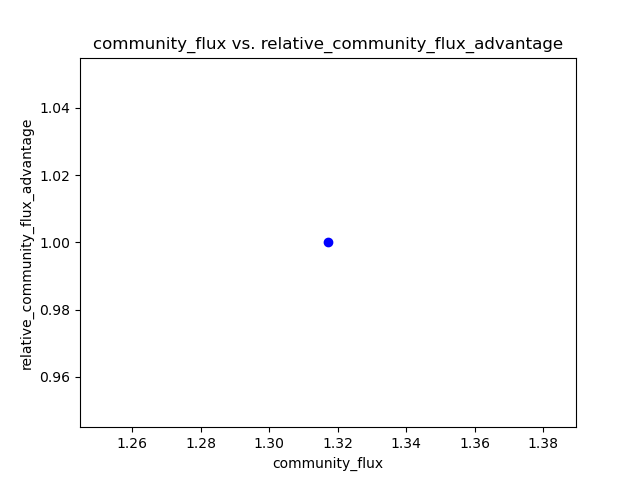 community_flux vs. relative_community_flux_advantage
relative_community_flux_advantage
1.04
1.02
1.00
0.98
0.96
1.26 1.28 1.30 1.32 1.34 1.36 1.38
community_flux